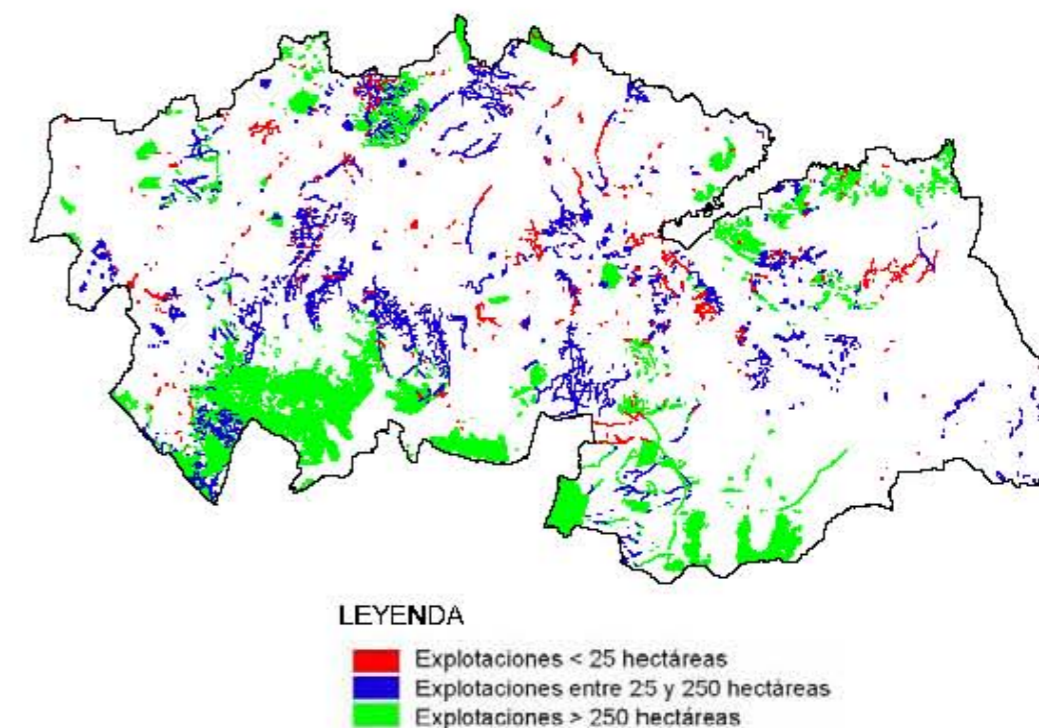 LEYENDA
Explotaciones < 25 hectáreas
Explotaciones entre 25 y 250 hectáreas
Explotaciones > 250 hectáreas